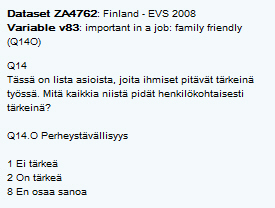 Dataset ZA4762: Finland - EVS 2008
Variable v83: important in a job: family friendly
(Q14O)
Q14
Tässä on lista asioista, joita ihmiset pitävät tärkeinä
työssä. Mitä kaikkia niistä pidät henkilökohtaisesti
tärkeinä?
Q14.O Perheystävällisyys
1 Ei tärkeä
2 On tärkeä
8 En osaa sanoa